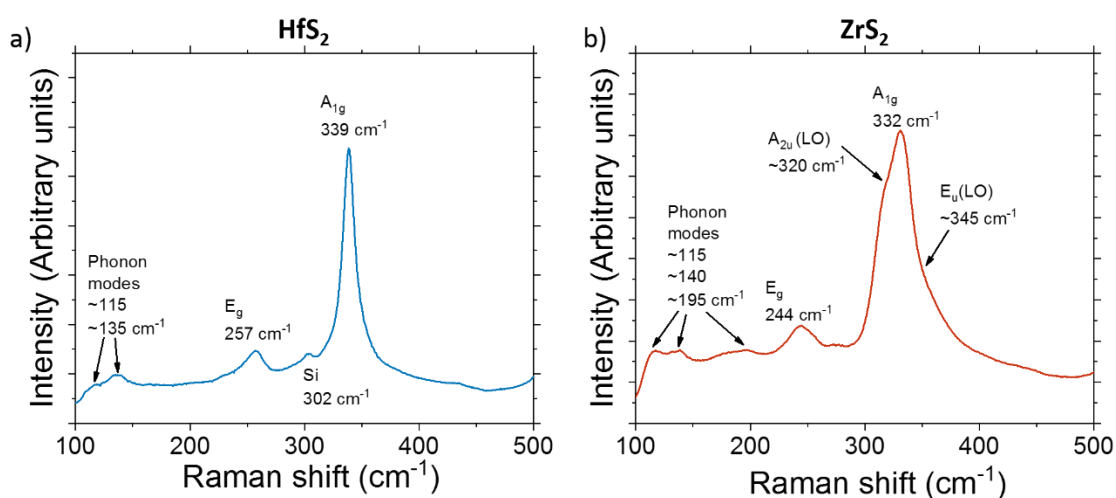 a)
HfS₂
Intensity (Arbitrary units)
A₁g
339 cm⁻¹
Phonon
modes
~115
~135 cm⁻¹
Eg
257 cm⁻¹
Si
302 cm⁻¹
100 200 300 400 500
Raman shift (cm⁻¹)
b)
ZrS₂
Intensity (Arbitrary units)
A₁g
332 cm⁻¹
A₂u (LO)
~320 cm⁻¹
Eu(LO)
~345 cm⁻¹
Phonon
modes
~115
~140
~195 cm⁻¹
Eg
244 cm⁻¹
100 200 300 400 500
Raman shift (cm⁻¹)